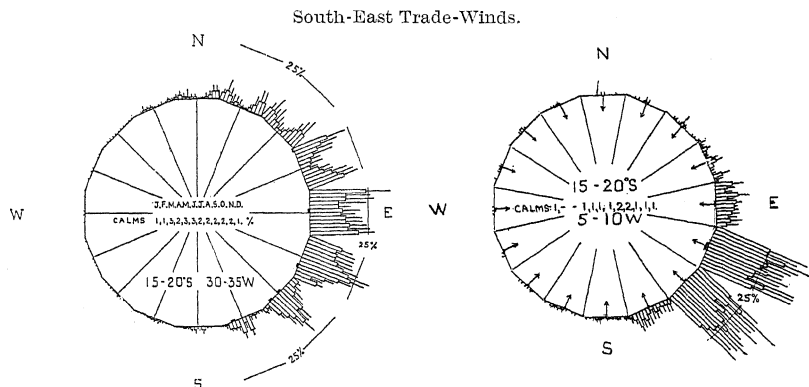 South-East Trade-Winds.
N
25%
W
J,F,M,A,M,J,J,A,S,O,N,D.
CALMS 1,1,3,2,3,3,2,2,2,2,2,1, %
E
25%
15-20°S 30-35W
25%
S
N
15-20°S
W
CALMS-1,- -1,1,1,1,2,2,1,1,1.
E
5-10W
25%
S